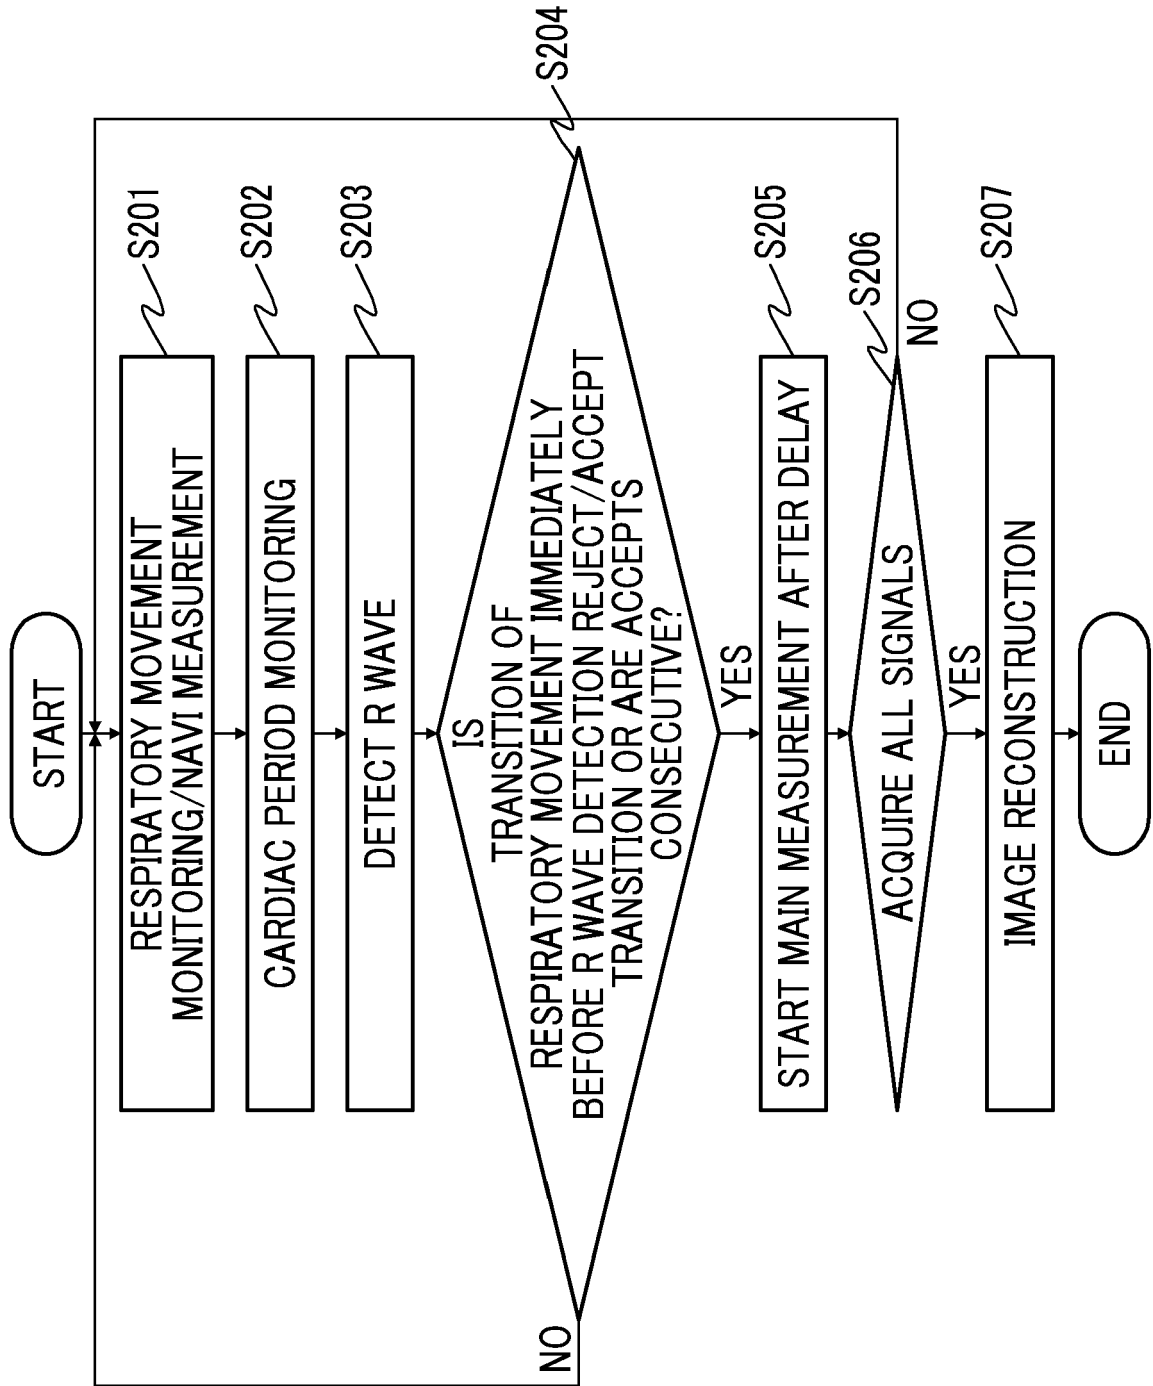 START
RESPIRATORY MOVEMENT
MONITORING/NAVI MEASUREMENT
S201
CARDIAC PERIOD MONITORING
S202
DETECT R WAVE
S203
IS
TRANSITION OF
RESPIRATORY MOVEMENT IMMEDIATELY
BEFORE R WAVE DETECTION REJECT/ACCEPT
TRANSITION OR ARE ACCEPTS
CONSECUTIVE?
S204
NO
YES
START MAIN MEASUREMENT AFTER DELAY
S205
ACQUIRE ALL SIGNALS
S206
NO
YES
IMAGE RECONSTRUCTION
S207
END